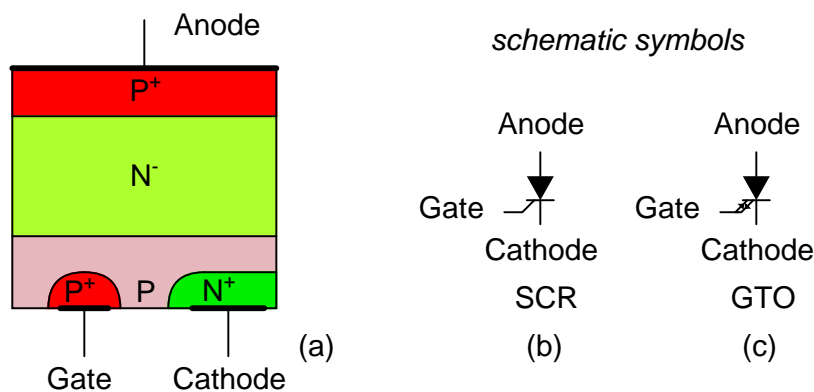 Anode
P+
N-
P+ P N+
Gate Cathode
(a)
schematic symbols
Anode
Gate
Cathode
SCR
(b)
Anode
Gate
Cathode
GTO
(c)